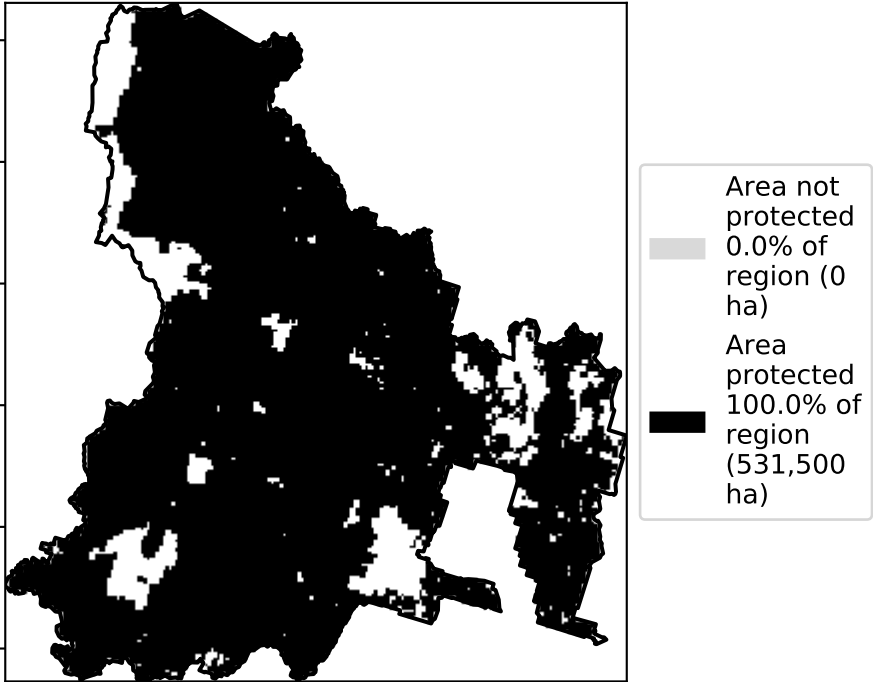 Area not
protected
0.0% of
region (0
ha)
Area
protected
100.0% of
region
(531,500
ha)